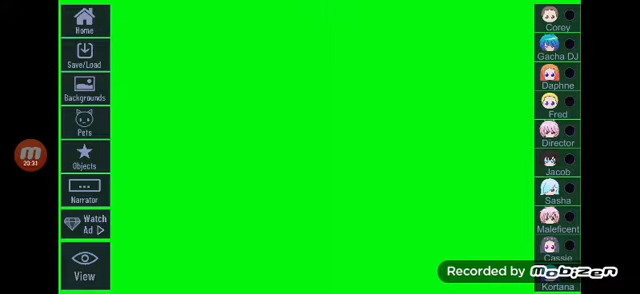 Home
Save/Load
Backgrounds
Pets
Objects
Narrator
Watch
Ad
View
20:31
Corey
Gacha DJ
Daphne
Fred
Director
Jacob
Sasha
Maleficent
Cassie
Kortana
Recorded by Mobizen